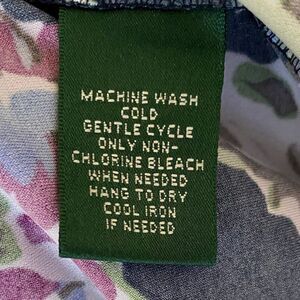 MACHINE WASH
COLD
GENTLE CYCLE
ONLY NON-
CHLORINE BLEACH
WHEN NEEDED
HANG TO DRY
COOL IRON
IF NEEDED